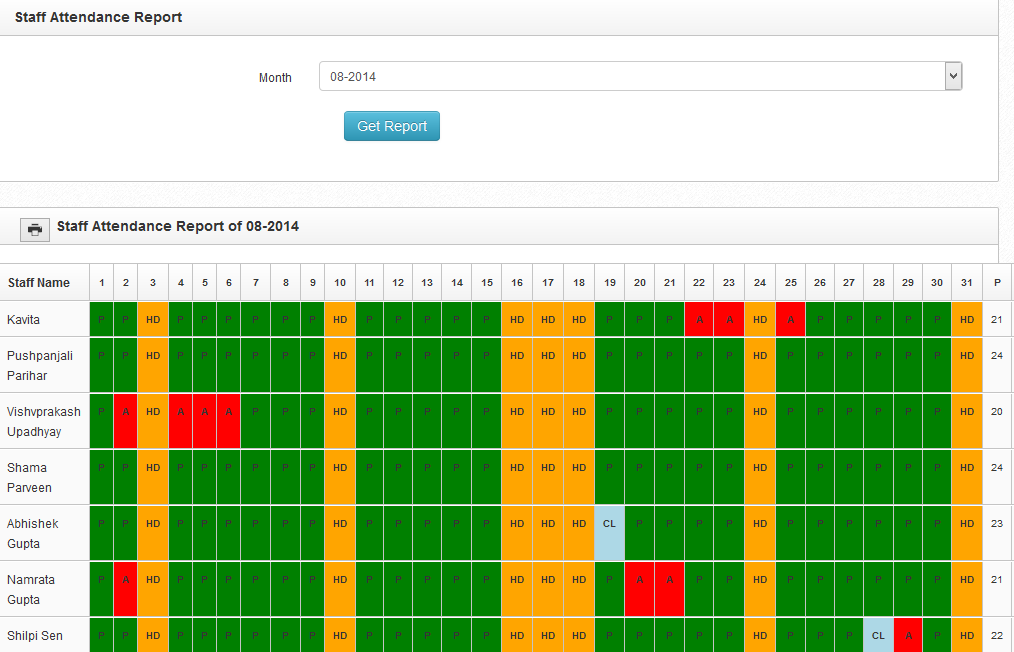 Staff Attendance Report
Month 08-2014
Get Report
Staff Attendance Report of 08-2014
Staff Name 1 2 3 4 5 6 7 8 9 10 11 12 13 14 15 16 17 18 19 20 21 22 23 24 25 26 27 28 29 30 31 P
Kavita P P HD P P P P P P HD P P P P P HD HD HD P P P A A HD A P P P P P HD 21
Pushpanjali P P HD P P P P P P HD P P P P P HD HD HD P P P P P HD P P P P P P HD 24
Parihar
Vishvprakash P A HD A A A P P P HD P P P P P HD HD HD P P P P P HD P P P P P P HD 20
Upadhyay
Shama P P HD P P P P P P HD P P P P P HD HD HD P P P P P HD P P P P P P HD 24
Parveen
Abhishek P P HD P P P P P P HD P P P P P HD HD HD CL P P P P HD P P P P P P HD 23
Gupta
Namrata P A HD P P P P P P HD P P P P P HD HD HD P A A P P HD P P P P P P HD 21
Gupta
Shilpi Sen P P HD P P P P P P HD P P P P P HD HD HD P P P P P HD P P P CL A P HD 22